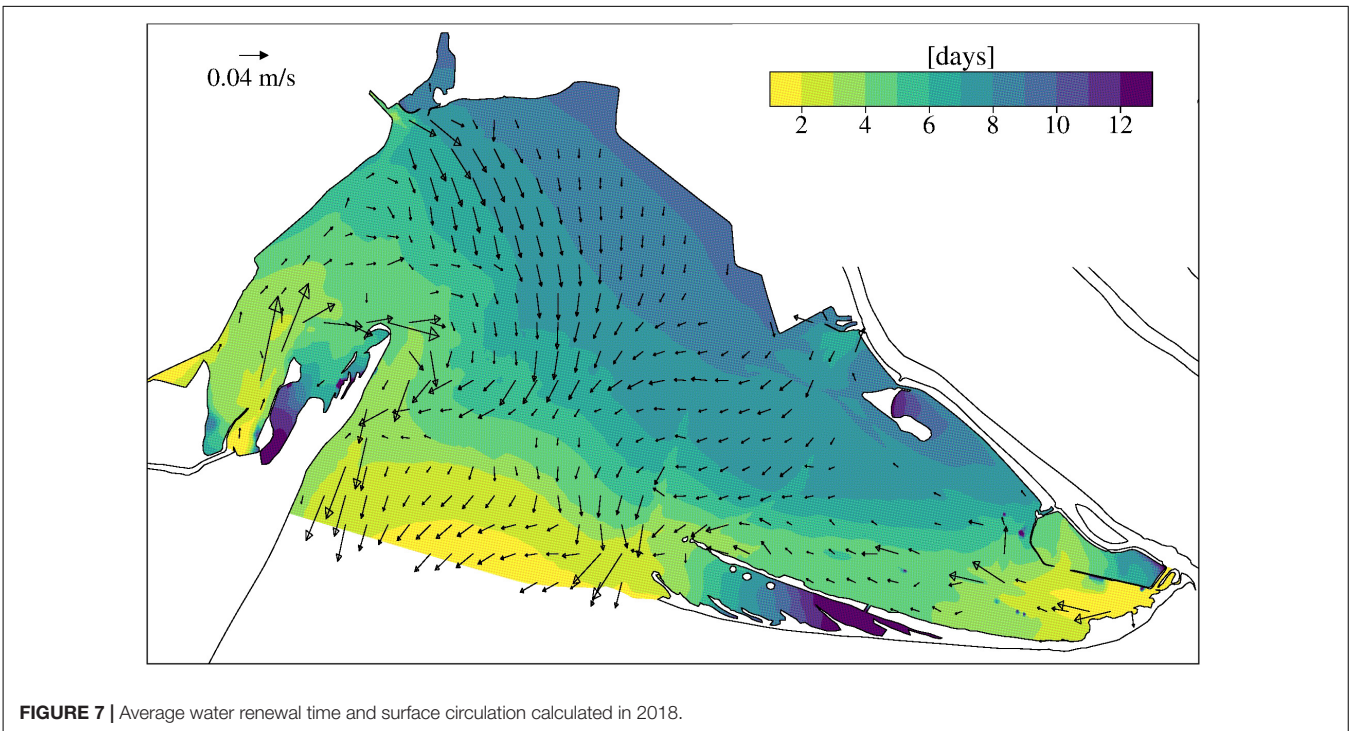 [days]
0.04 m/s
2 4 6 8 10 12
FIGURE 7 | Average water renewal time and surface circulation calculated in 2018.